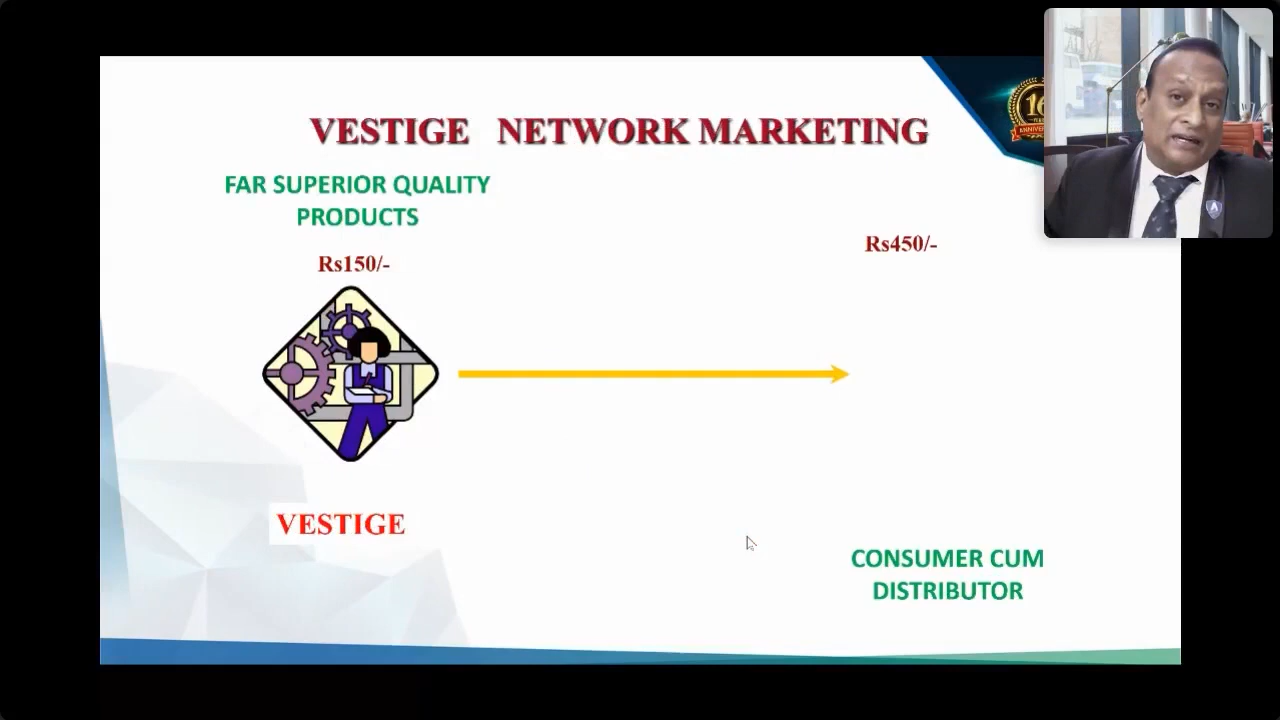 VESTIGE NETWORK MARKETING
FAR SUPERIOR QUALITY
PRODUCTS
Rs150/-
Rs450/-
VESTIGE
CONSUMER CUM
DISTRIBUTOR